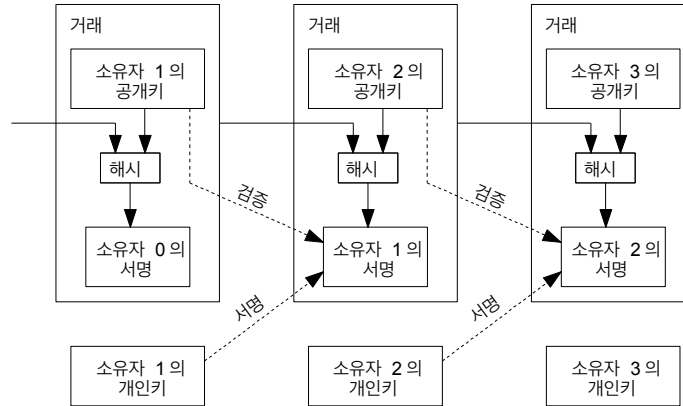 거래
거래
거래
소유자 1 의
공개키
소유자 2 의
공개키
소유자 3 의
공개키
해시
해시
해시
검증
검증
소유자 0 의
서명
소유자 1 의
서명
소유자 2 의
서명
서명
서명
소유자 1 의
개인키
소유자 2 의
개인키
소유자 3 의
개인키